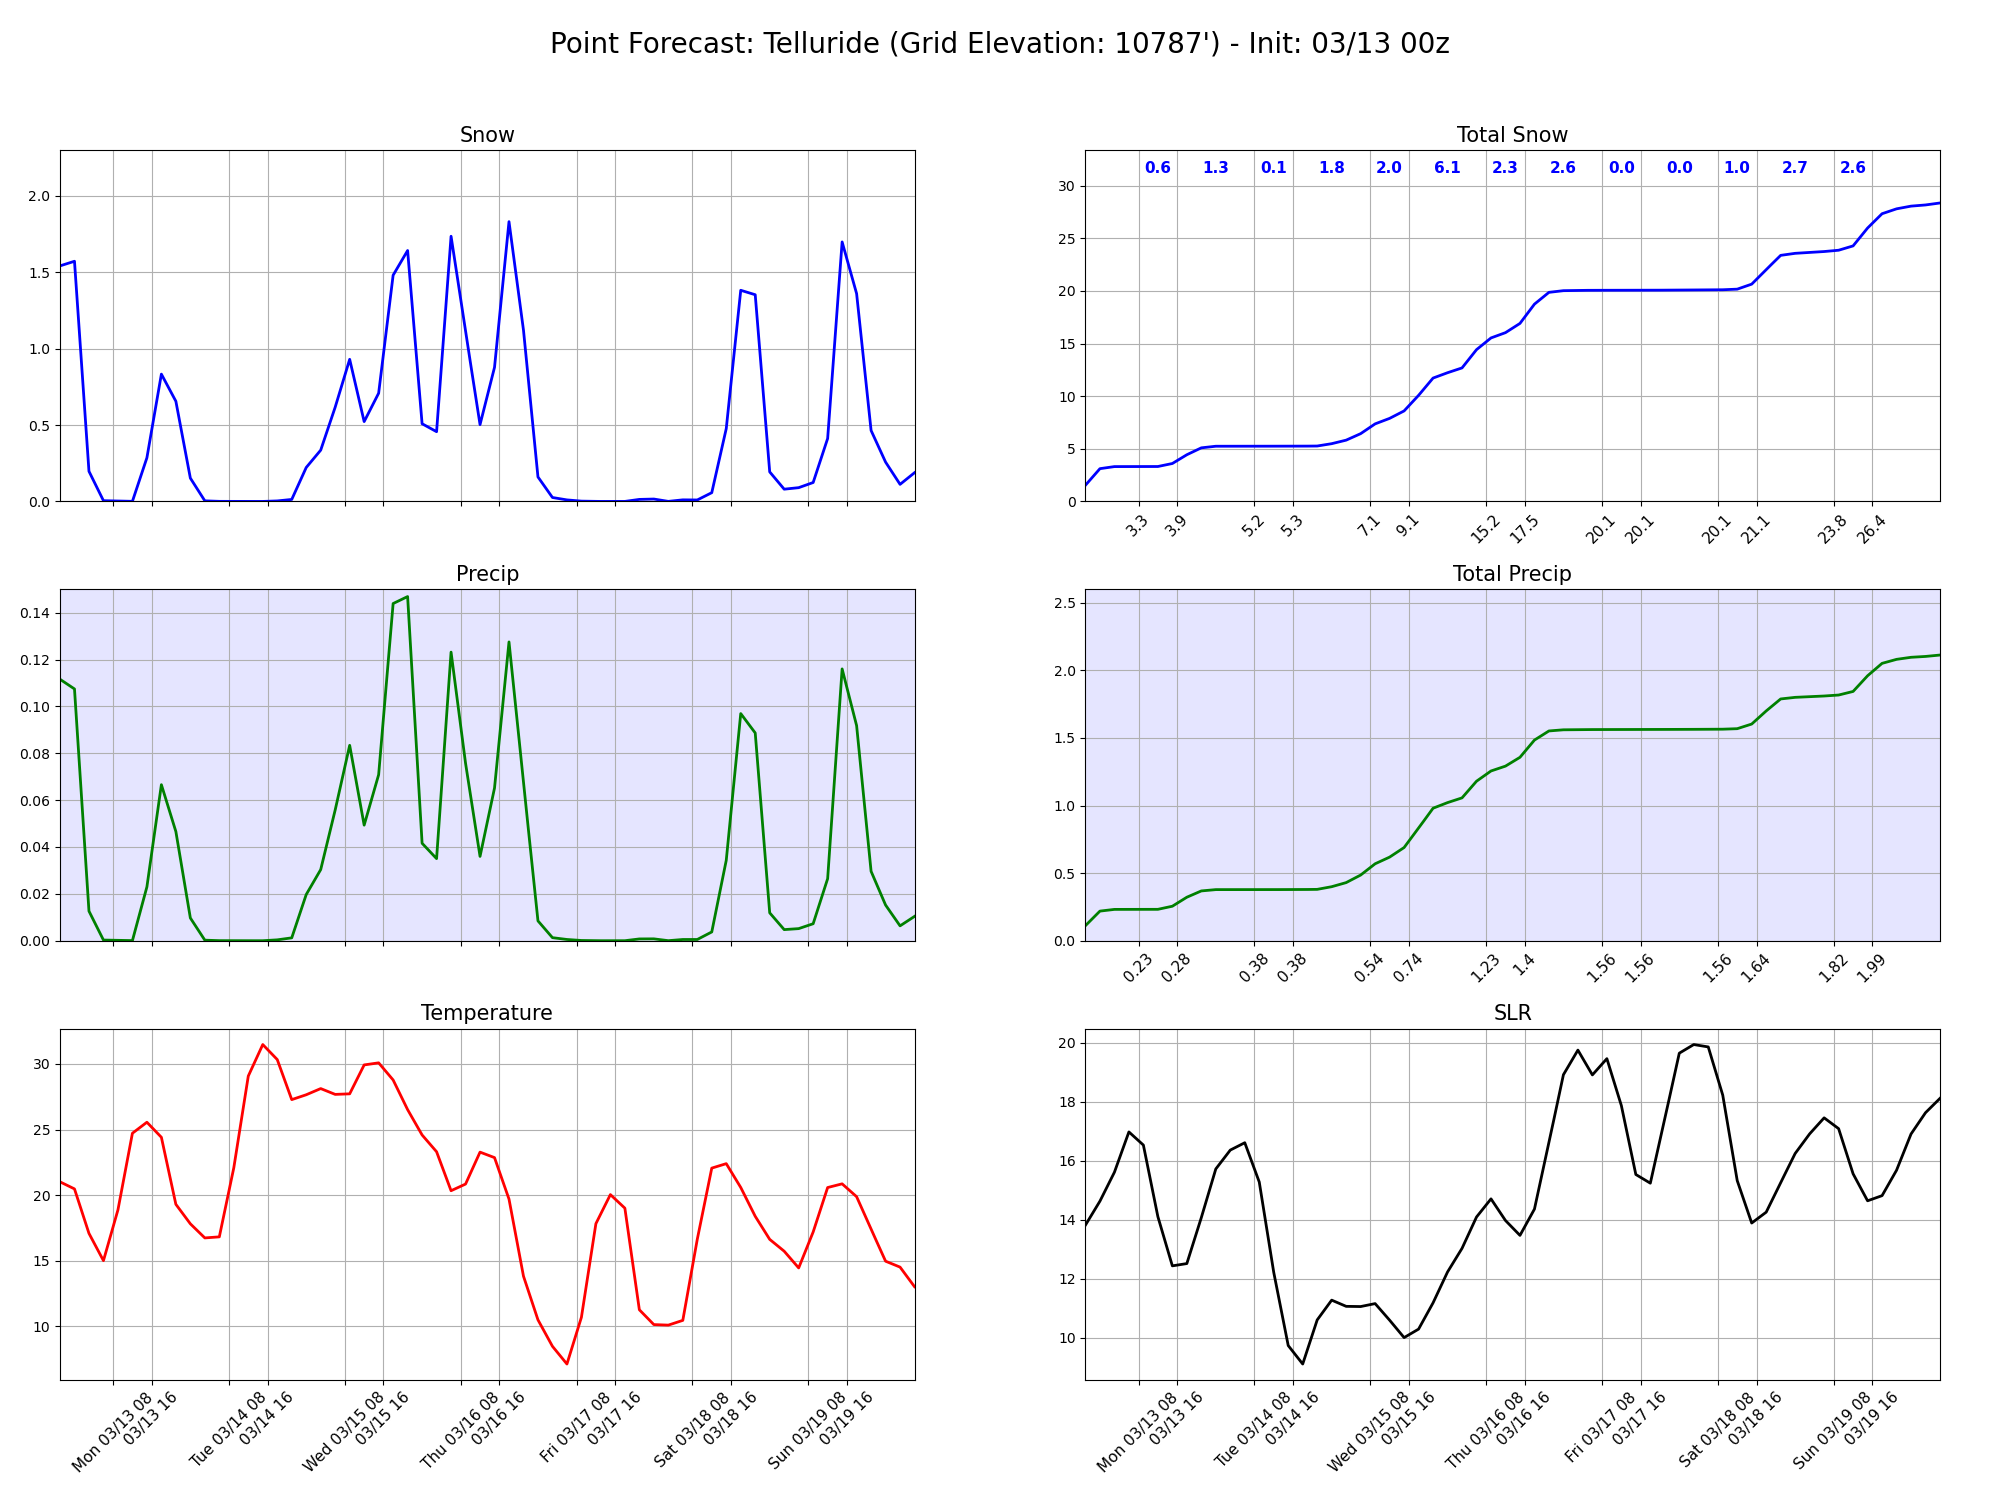 Point Forecast: Telluride (Grid Elevation: 10787') - Init: 03/13 00z
Snow
2.0
1.5
1.0
0.5
0.0
Total Snow
0.6 1.3 0.1 1.8 2.0 6.1 2.3 2.6 0.0 0.0 1.0 2.7 2.6
30
25
20
15
10
5
0
3.3 3.9 5.2 5.3 7.1 9.1 15.2 17.5 20.1 20.1 20.1 21.1 23.8 26.4
Precip
0.14
0.12
0.10
0.08
0.06
0.04
0.02
0.00
Total Precip
2.5
2.0
1.5
1.0
0.5
0.0
0.23 0.28 0.38 0.38 0.54 0.74 1.23 1.4 1.56 1.56 1.56 1.64 1.82 1.99
Temperature
30
25
20
15
10
Mon 03/13 08
03/13 16
Tue 03/14 08
03/14 16
Wed 03/15 08
03/15 16
Thu 03/16 08
03/16 16
Fri 03/17 08
03/17 16
Sat 03/18 08
03/18 16
Sun 03/19 08
03/19 16
SLR
20
18
16
14
12
10
Mon 03/13 08
03/13 16
Tue 03/14 08
03/14 16
Wed 03/15 08
03/15 16
Thu 03/16 08
03/16 16
Fri 03/17 08
03/17 16
Sat 03/18 08
03/18 16
Sun 03/19 08
03/19 16